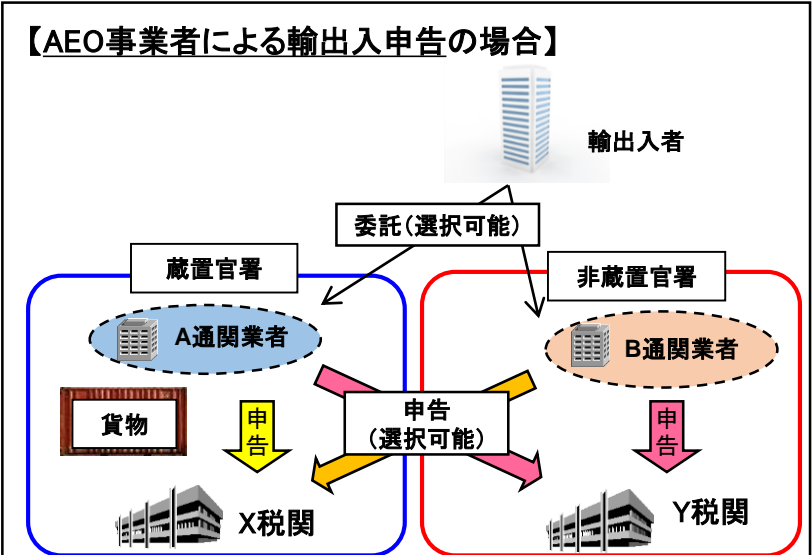 【AEO事業者による輸出入申告の場合】
輸出入者
委託(選択可能)
蔵置官署
非蔵置官署
A通関業者
B通関業者
貨物
申告
申告
(選択可能)
申告
X税関
Y税関